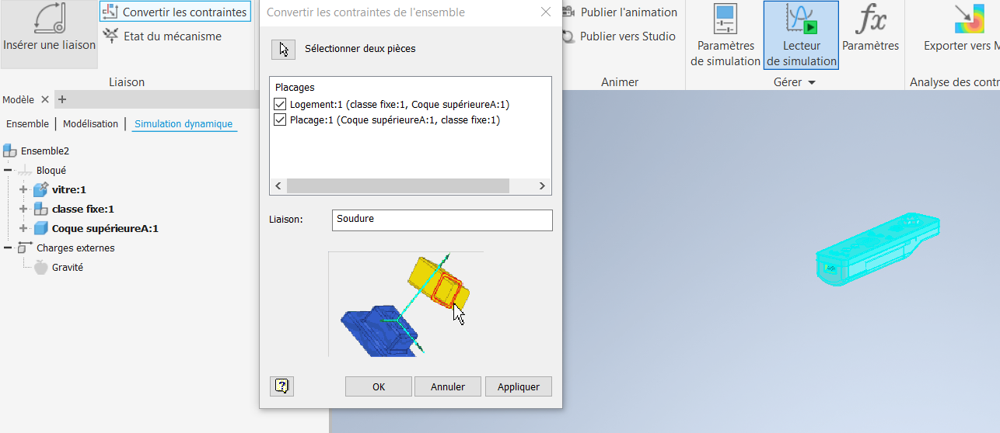 Insérer une liaison
Convertir les contraintes
Etat du mécanisme
Liaison
Convertir les contraintes de l'ensemble
Publier l'animation
Publier vers Studio
Animer
Paramètres
de simulation
Lecteur
de simulation
Paramètres
Gérer
fx
Exporter vers M
Analyse des contr
Modèle
Ensemble
Modélisation
Simulation dynamique
Ensemble2
Bloqué
vitre:1
classe fixe:1
Coque supérieureA:1
Charges externes
Gravité
Sélectionner deux pièces
Placages
Logement:1 (classe fixe:1, Coque supérieureA:1)
Placage:1 (Coque supérieureA:1, classe fixe:1)
Liaison:
Soudure
?
OK
Annuler
Appliquer